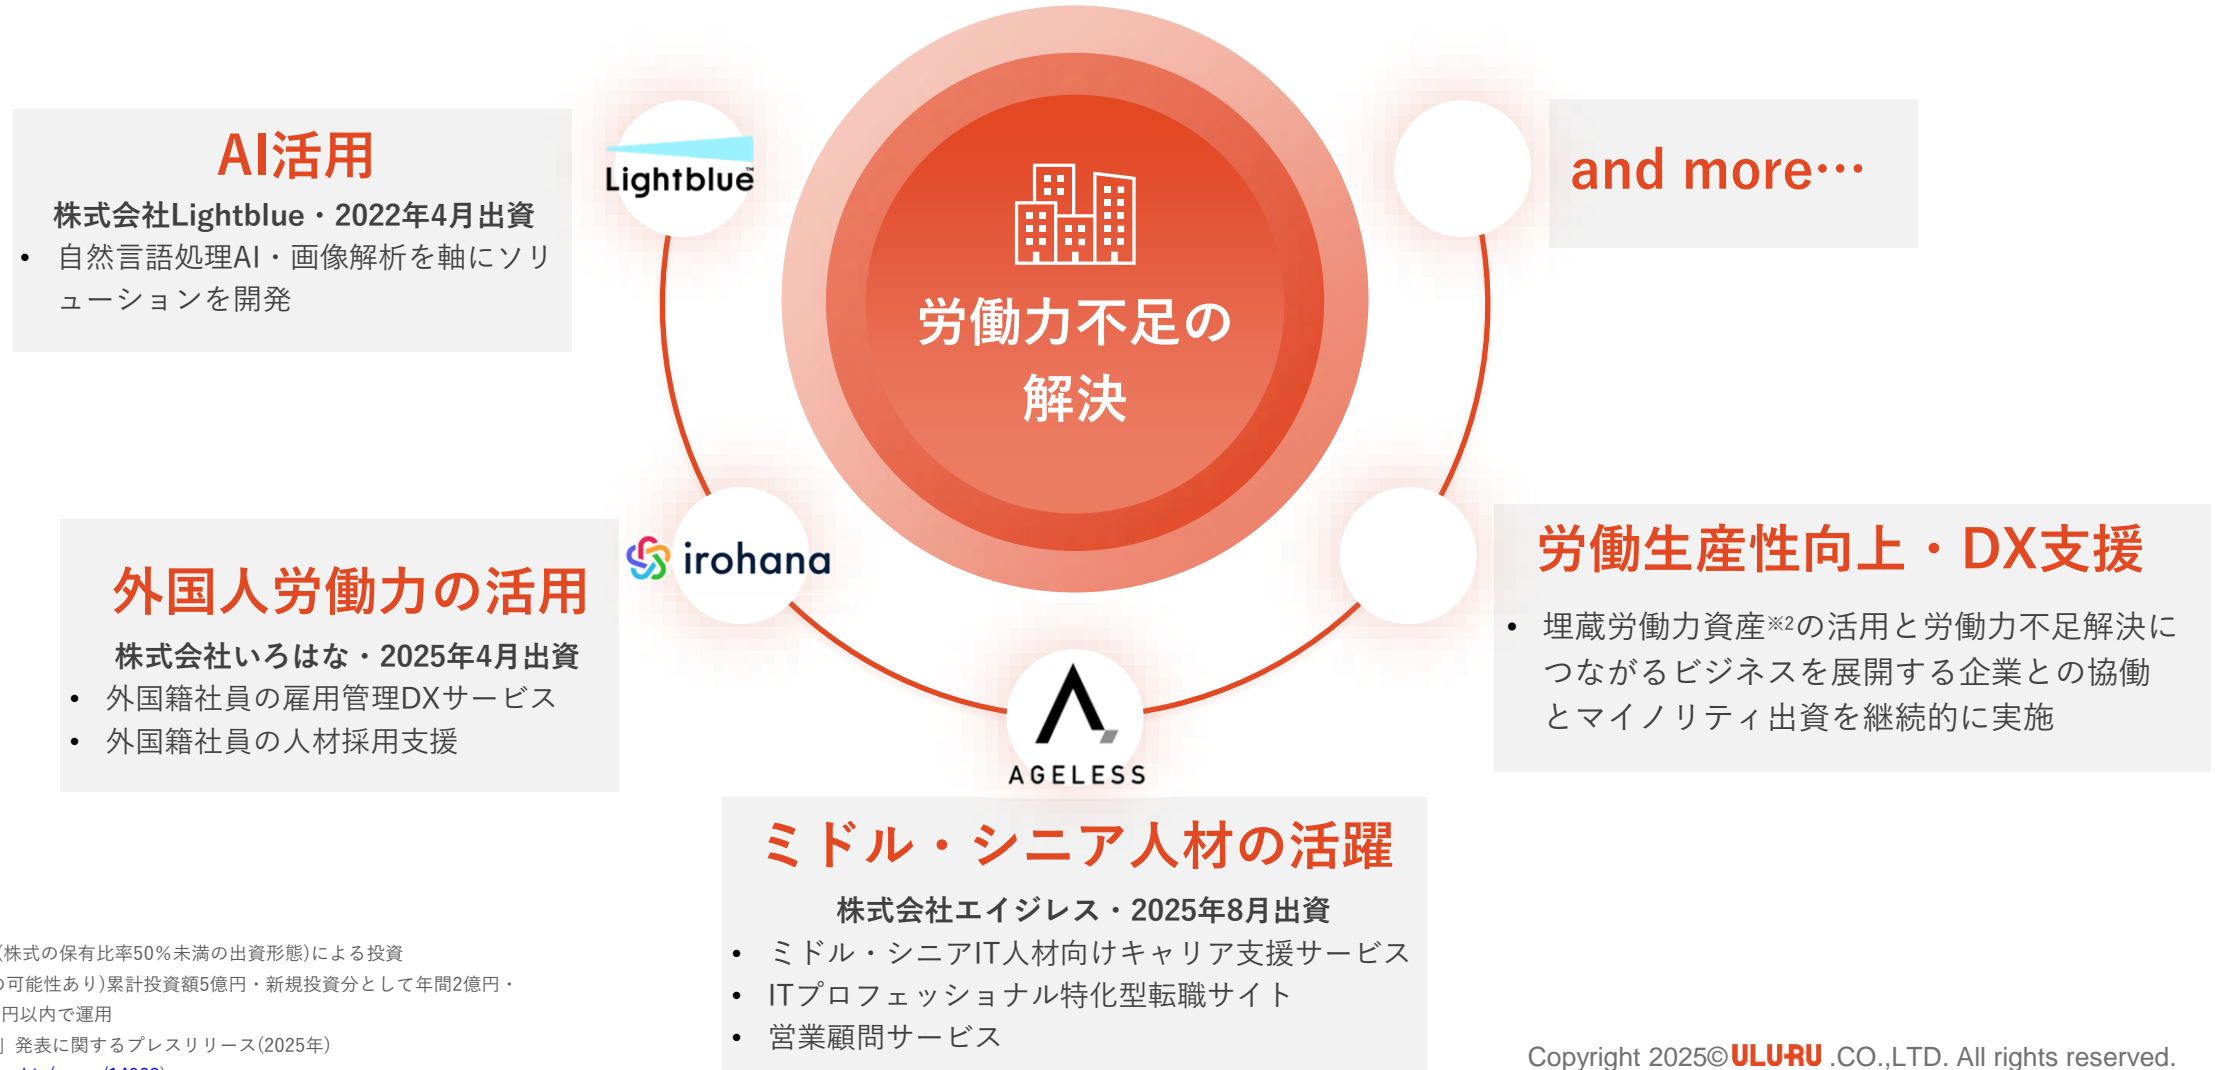 AI活用
株式会社Lightblue・2022年4月出資
• 自然言語処理AI・画像解析を軸にソリ
ューションを開発
Lightblue
労働力不足の
解決
and more…
外国人労働力の活用
株式会社いろはな・2025年4月出資
• 外国籍社員の雇用管理DXサービス
• 外国籍社員の人材採用支援
irohana
AGELESS
労働生産性向上・DX支援
• 埋蔵労働力資産※2の活用と労働力不足解決に
つながるビジネスを展開する企業との協働
とマイノリティ出資を継続的に実施
ミドル・シニア人材の活躍
株式会社エイジレス・2025年8月出資
• ミドル・シニアIT人材向けキャリア支援サービス
• ITプロフェッショナル特化型転職サイト
• 営業顧問サービス
(株式の保有比率50%未満の出資形態)による投資
の可能性あり)累計投資額5億円・新規投資分として年間2億円・
円以内で運用
」発表に関するプレスリリース(2025年)
Copyright 2025©ULURU .CO.,LTD. All rights reserved.